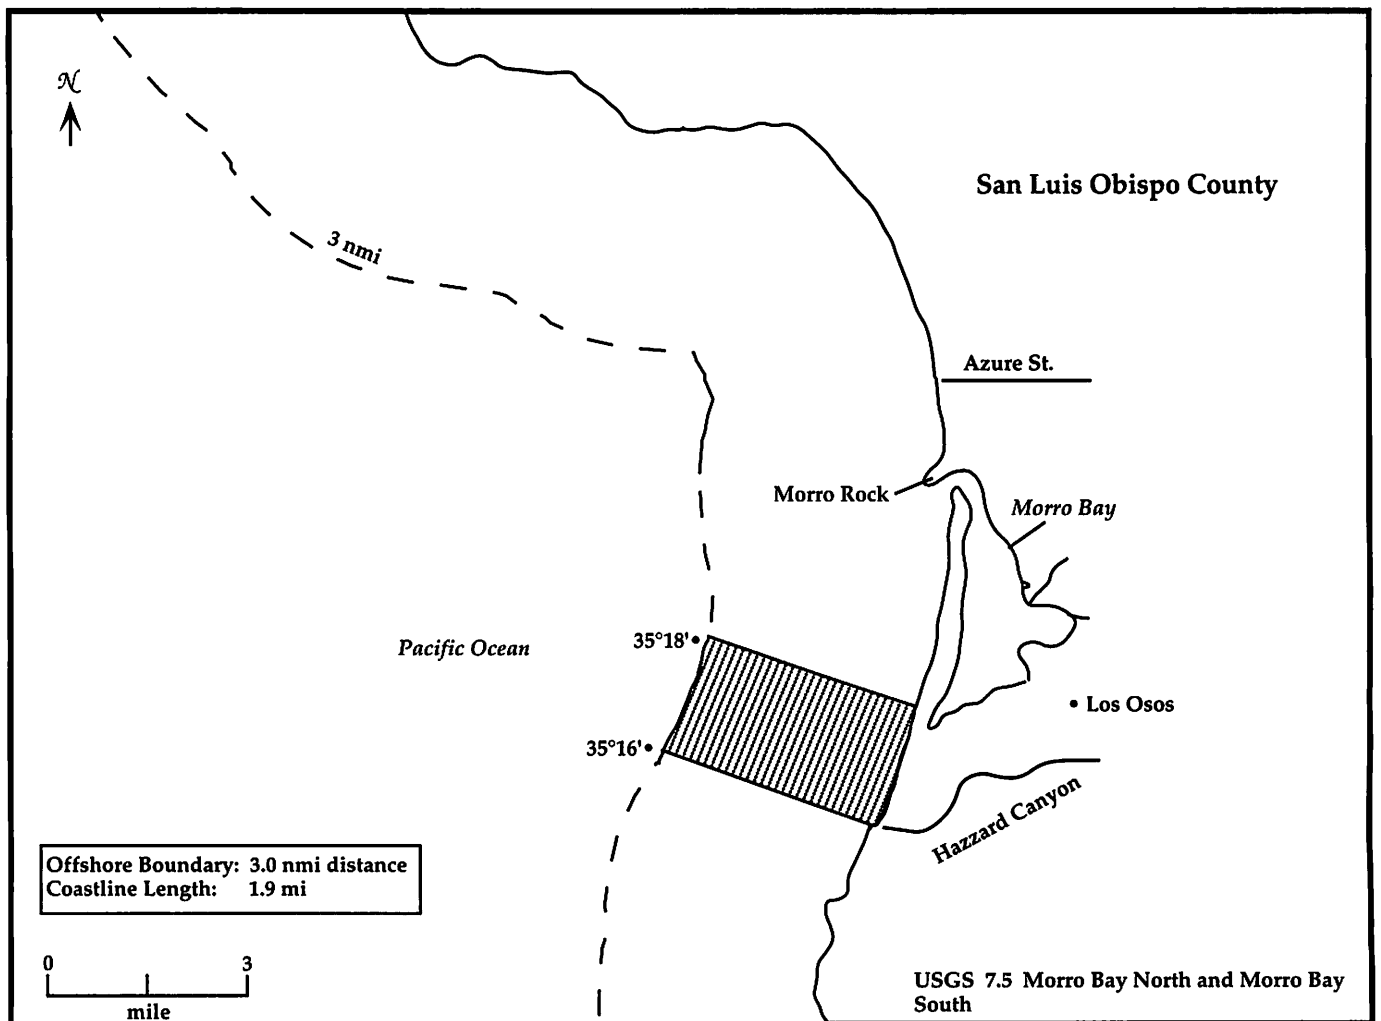 N
San Luis Obispo County
3 nmi
Azure St.
Morro Rock
Morro Bay
35°18'
Pacific Ocean
Los Osos
35°16'
Hazzard Canyon
Offshore Boundary: 3.0 nmi distance
Coastline Length: 1.9 mi
0 3
mile
USGS 7.5 Morro Bay North and Morro Bay
South